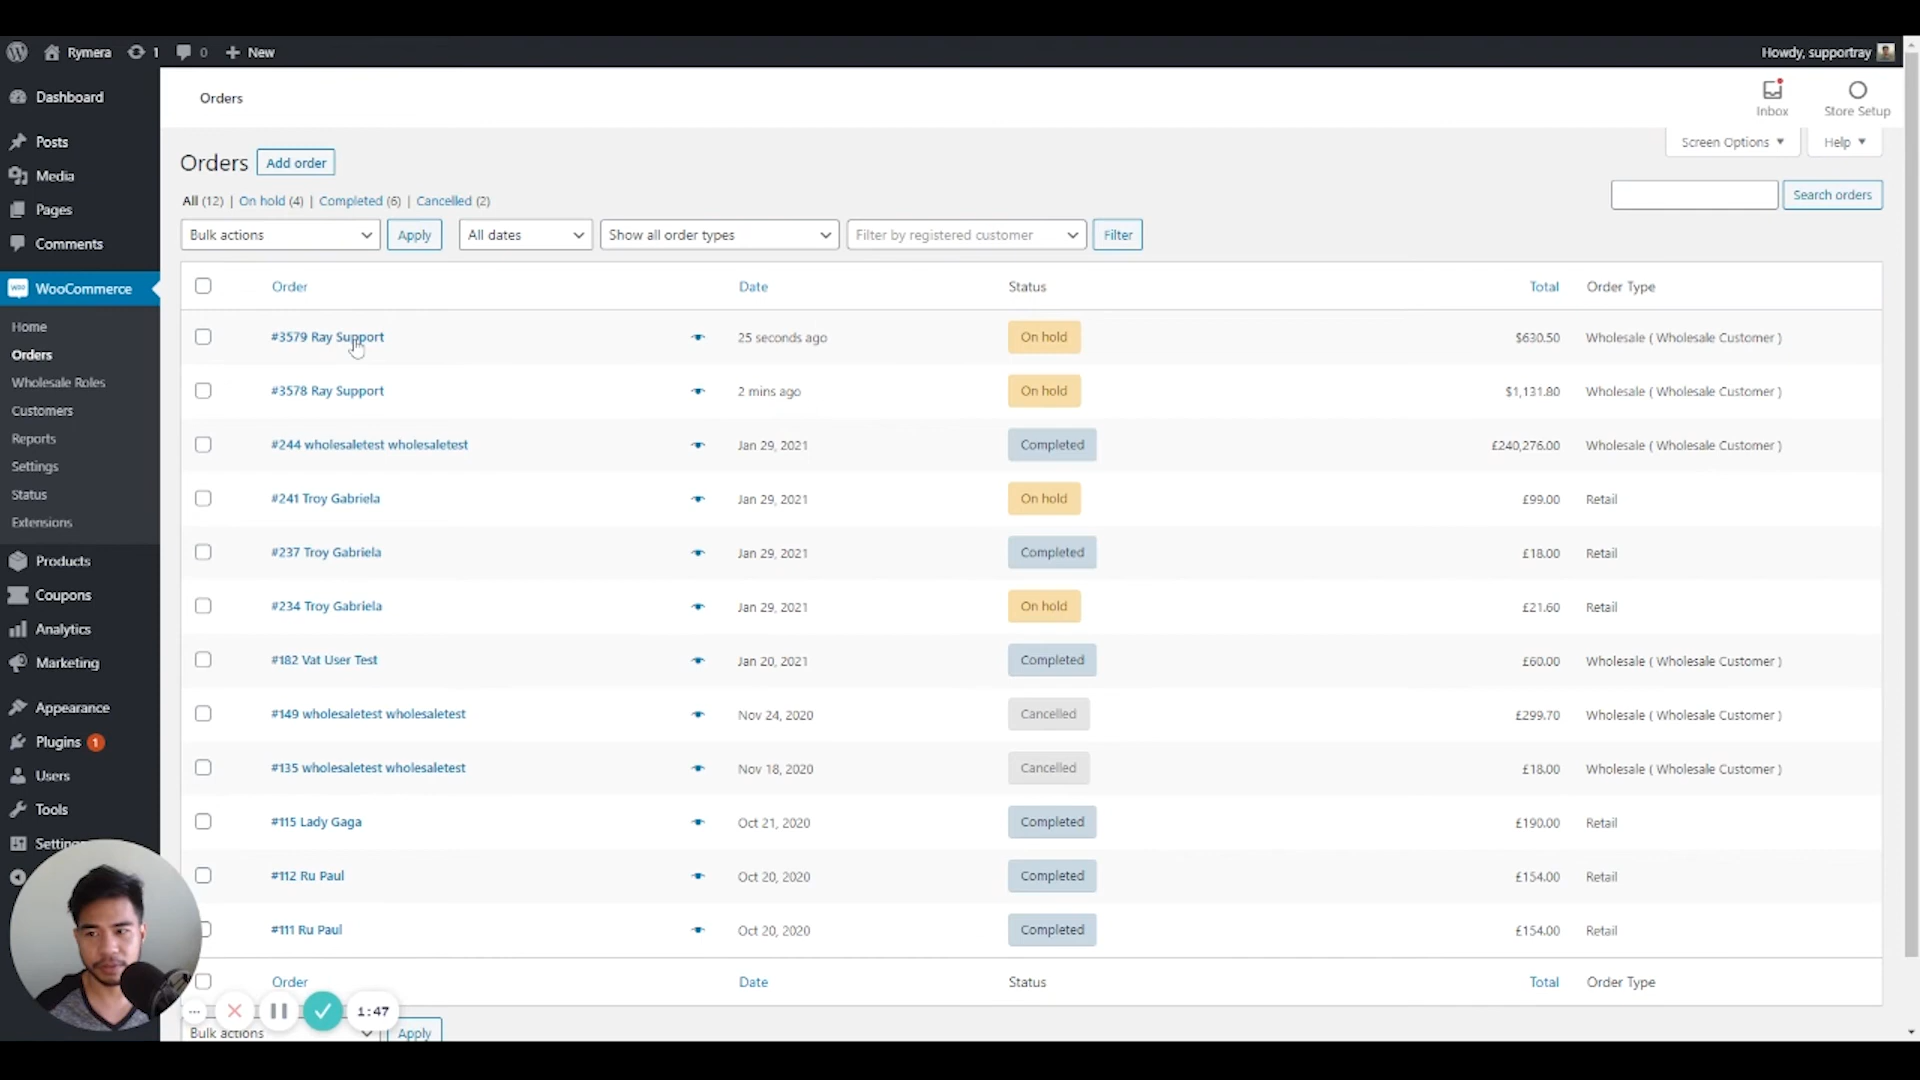 Rymera 1 0 New Howdy, supportray
Dashboard
Posts
Media
Pages
Comments
WooCommerce
Home
Orders
Wholesale Roles
Customers
Reports
Settings
Status
Extensions
Products
Coupons
Analytics
Marketing
Appearance
Plugins 1
Users
Tools
Orders
Inbox
Store Setup
Screen Options
Help
Orders Add order
All (12) | On hold (4) | Completed (6) | Cancelled (2)
Search orders
Bulk actions Apply All dates Show all order types Filter by registered customer Filter
Order Date Status Total Order Type
#3579 Ray Support 25 seconds ago On hold $630.50 Wholesale ( Wholesale Customer )
#3578 Ray Support 2 mins ago On hold $1,131.80 Wholesale ( Wholesale Customer )
#244 wholesaletest wholesaletest Jan 29, 2021 Completed £240,276.00 Wholesale ( Wholesale Customer )
#241 Troy Gabriela Jan 29, 2021 On hold £99.00 Retail
#237 Troy Gabriela Jan 29, 2021 Completed £18.00 Retail
#234 Troy Gabriela Jan 29, 2021 On hold £21.60 Retail
#182 Vat User Test Jan 20, 2021 Completed £60.00 Wholesale ( Wholesale Customer )
#149 wholesaletest wholesaletest Nov 24, 2020 Cancelled £299.70 Wholesale ( Wholesale Customer )
#135 wholesaletest wholesaletest Nov 18, 2020 Cancelled £18.00 Wholesale ( Wholesale Customer )
#115 Lady Gaga Oct 21, 2020 Completed £190.00 Retail
#112 Ru Paul Oct 20, 2020 Completed £154.00 Retail
#111 Ru Paul Oct 20, 2020 Completed £154.00 Retail
Order Date Status Total Order Type
1:47
Bulk actions Apply